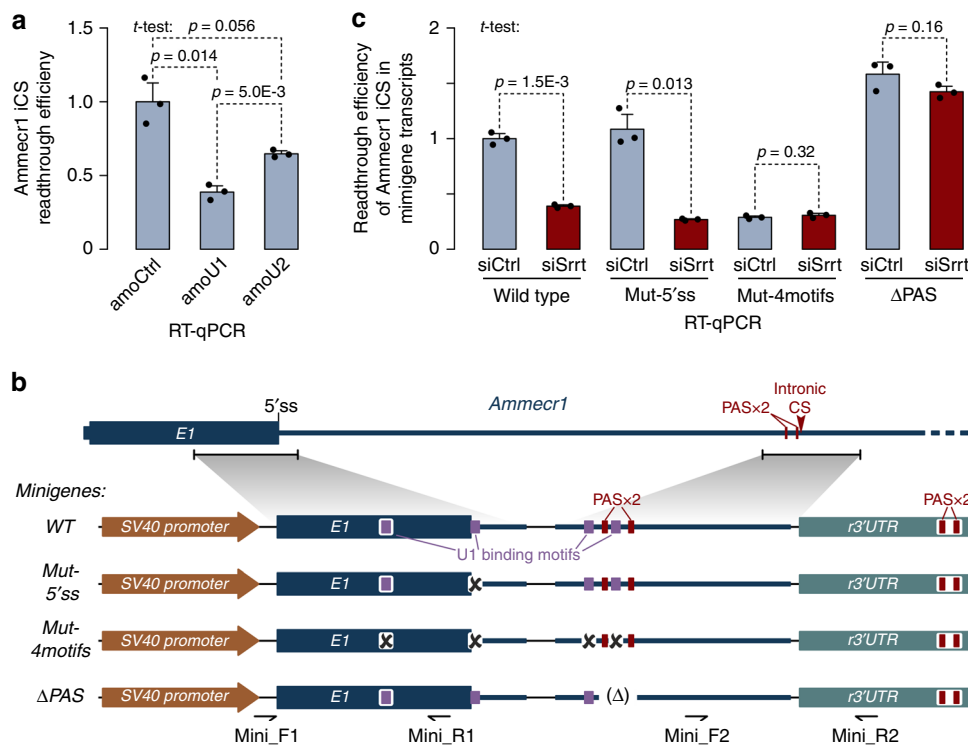 a
t-test:
p = 0.056
p = 0.014
p = 5.0E-3
Ammecr1 iCS
readthrough efficieny
1.5
1.0
0.5
0
amoCtrl
amoU1
amoU2
RT-qPCR
c
t-test:
p = 1.5E-3
p = 0.013
p = 0.32
p = 0.16
Readthrough efficiency
of Ammecr1 iCS in
mimigene transcripts
2
1
0
siCtrl siSrrt siCtrl siSrrt siCtrl siSrrt siCtrl siSrrt
Wild type Mut-5′ss Mut-4motifs ΔPAS
RT-qPCR
b
5′ss
Ammecr1
PAS×2
Intronic
CS
E1
Minigenes:
PAS×2
PAS×2
WT SV40 promoter E1 r3′UTR
U1 binding motifs
Mut-
5′ss SV40 promoter E1 r3′UTR
Mut-
4motifs SV40 promoter E1 r3′UTR
ΔPAS SV40 promoter E1 (Δ) r3′UTR
Mini_F1 Mini_R1 Mini_F2 Mini_R2